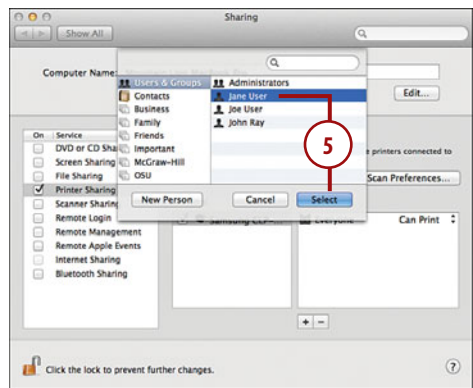 Sharing
Show All
Computer Name:
Edit...
Users & Groups
Contacts
Business
Family
Friends
Important
McGraw-Hill
OSU
Administrators
Jane User
Joe User
John Ray
5
New Person
Cancel
Select
On Service
DVD or CD Sha
Screen Sharing
File Sharing
Printer Sharing
Scanner Sharing
Remote Login
Remote Management
Remote Apple Events
Internet Sharing
Bluetooth Sharing
printers connected to
Scan Preferences...
Samsung CLP-
Everyone
Can Print
+ −
Click the lock to prevent further changes.
?